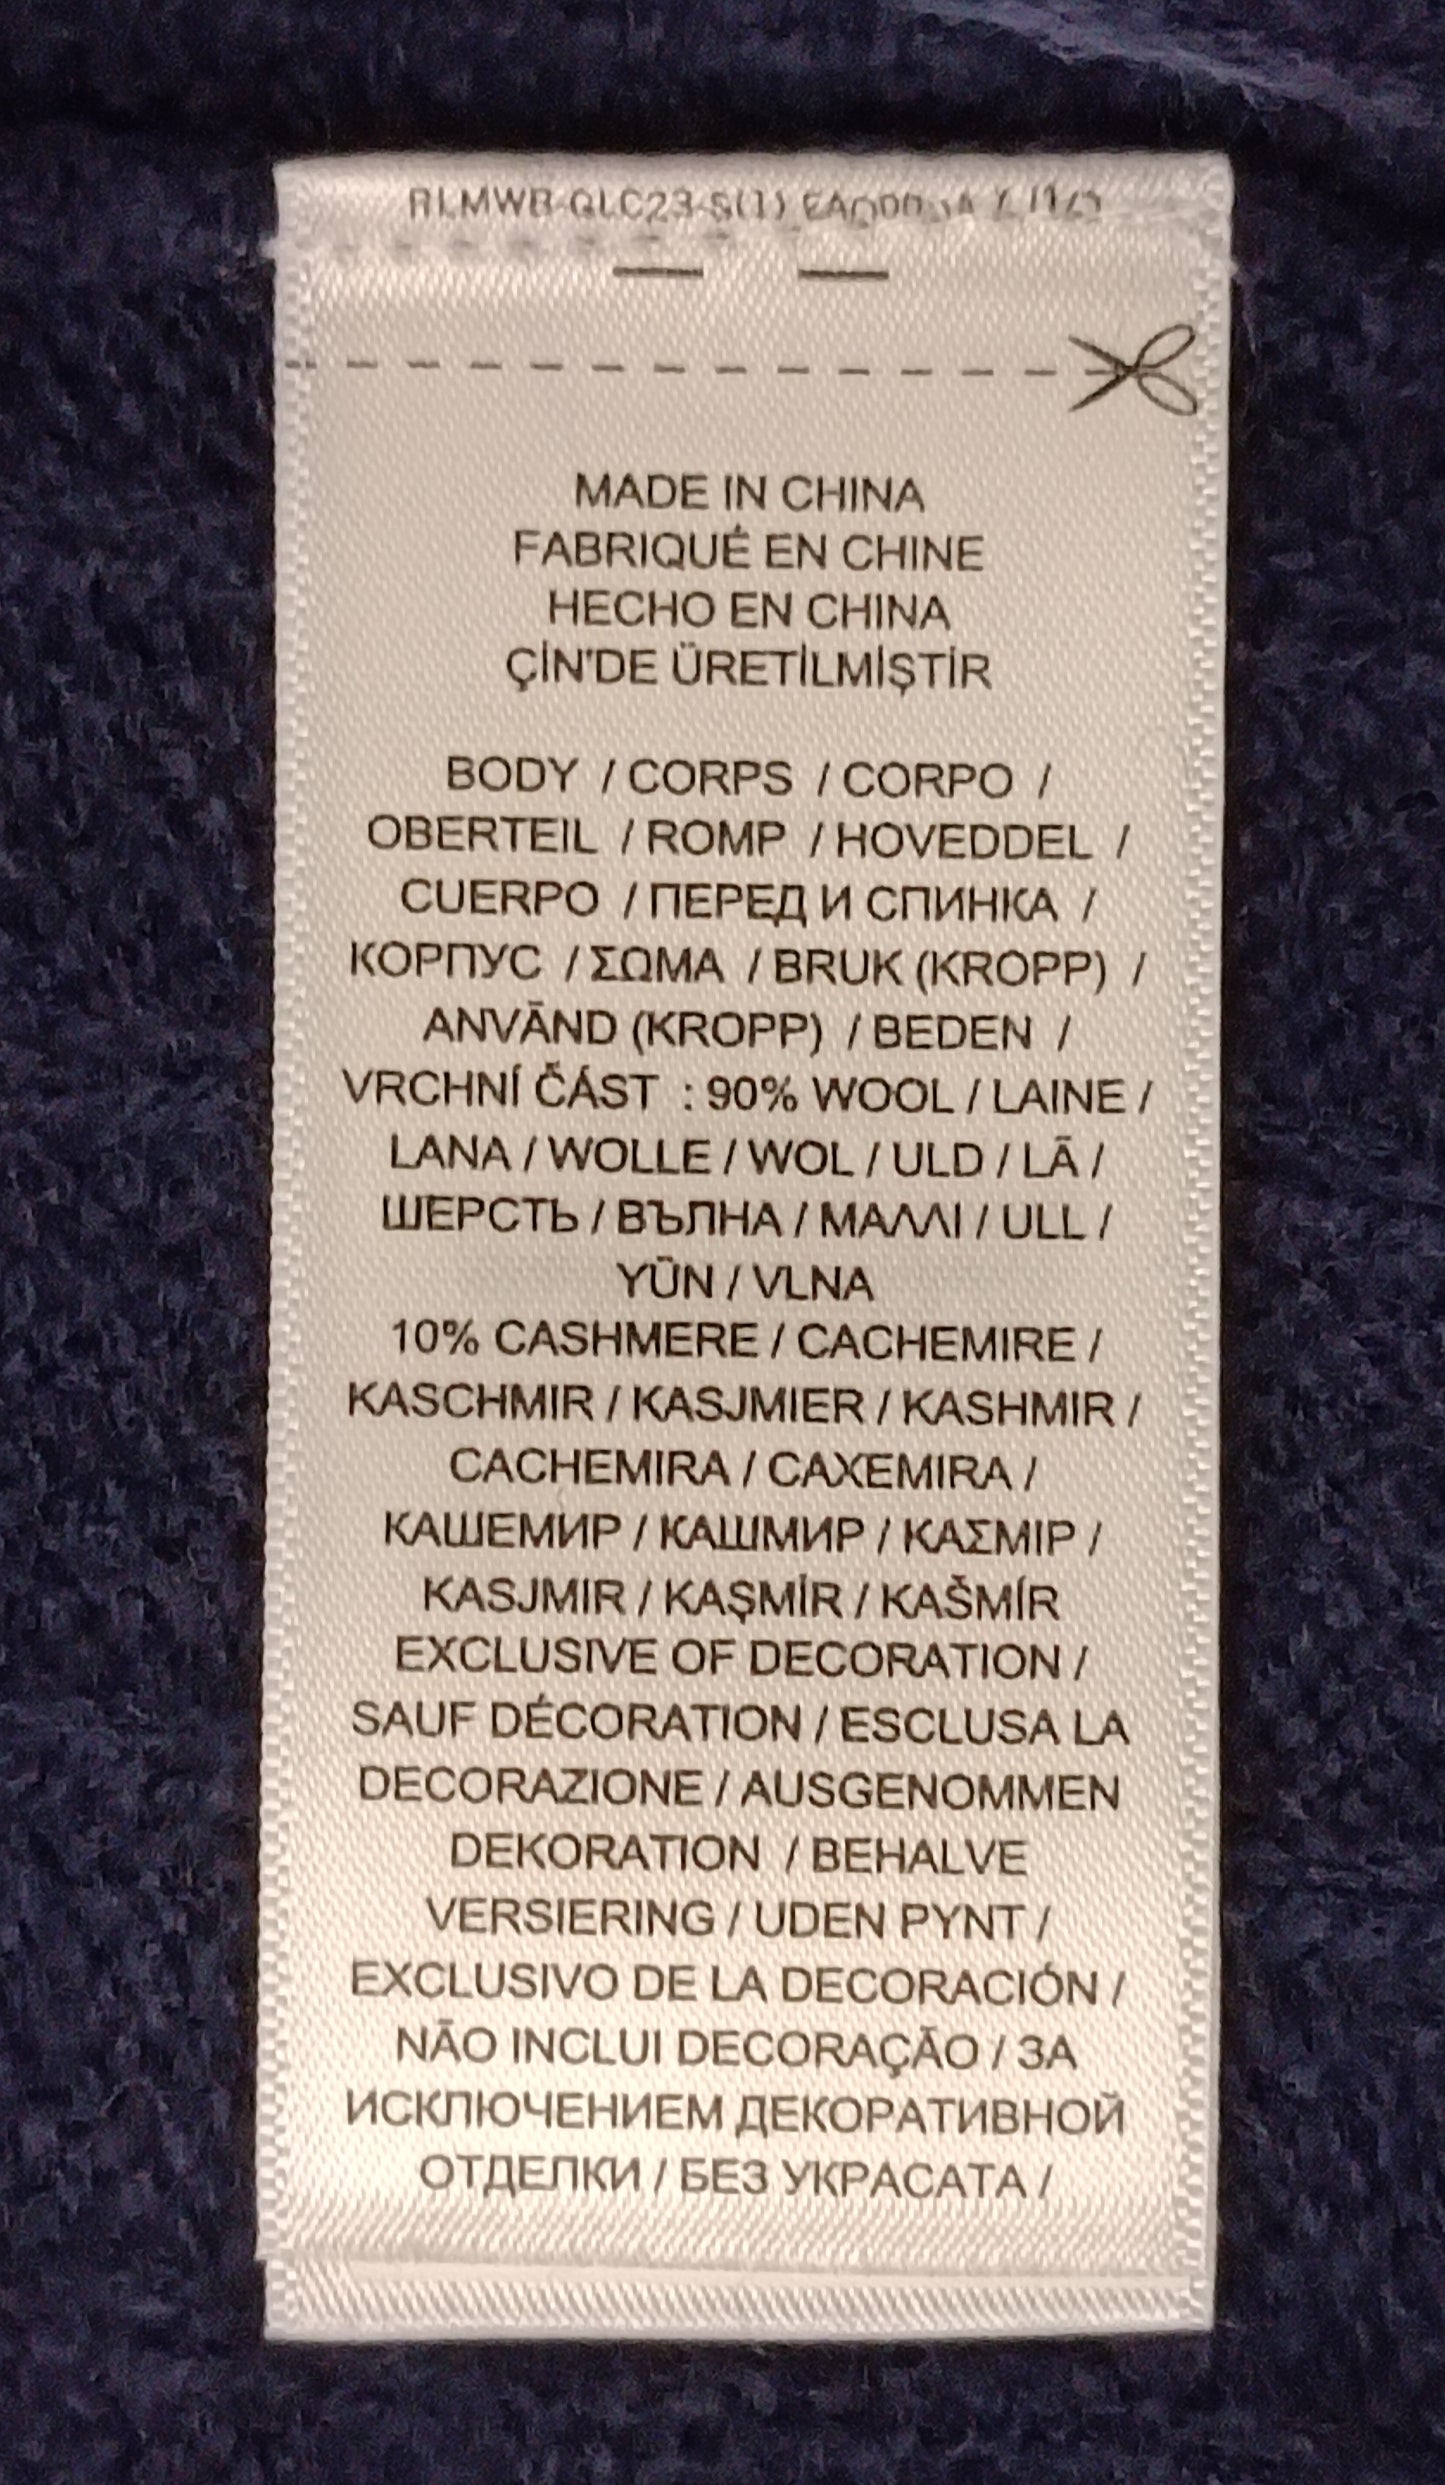 RLMWB-QLC23-S(1)
MADE IN CHINA
FABRIQUÉ EN CHINE
HECHO EN CHINA
ÇİN'DE ÜRETİLMİŞTİR
BODY / CORPS / CORPO /
OBERTEIL / ROMP / HOVEDDEL /
CUERPO / ПЕРЕД И СПИНКА /
КОРПУС / ΣΩΜΑ / BRUK (KROPP) /
ANVÄND (KROPP) / BEDEN /
VRCHNÍ ČÁST : 90% WOOL / LAINE /
LANA / WOLLE / WOL / ULD / LÃ /
ШЕРСТЬ / ВЪЛНА / ΜΑΛΛΙ / ULL /
YÜN / VLNA
10% CASHMERE / CACHEMIRE /
KASCHMIR / KASJMIER / KASHMIR /
CACHEMIRA / CAXEMIRA /
КАШЕМИР / КАШМИР / ΚΑΣΜΙΡ /
KASJMIR / KAŞMİR / KAŠMÍR
EXCLUSIVE OF DECORATION /
SAUF DÉCORATION / ESCLUSA LA
DECORAZIONE / AUSGENOMMEN
DEKORATION / BEHALVE
VERSIERING / UDEN PYNT /
EXCLUSIVO DE LA DECORACIÓN /
NÃO INCLUI DECORAÇÃO / ЗА
ИСКЛЮЧЕНИЕМ ДЕКОРАТИВНОЙ
ОТДЕЛКИ / БЕЗ УКРАСАТА /